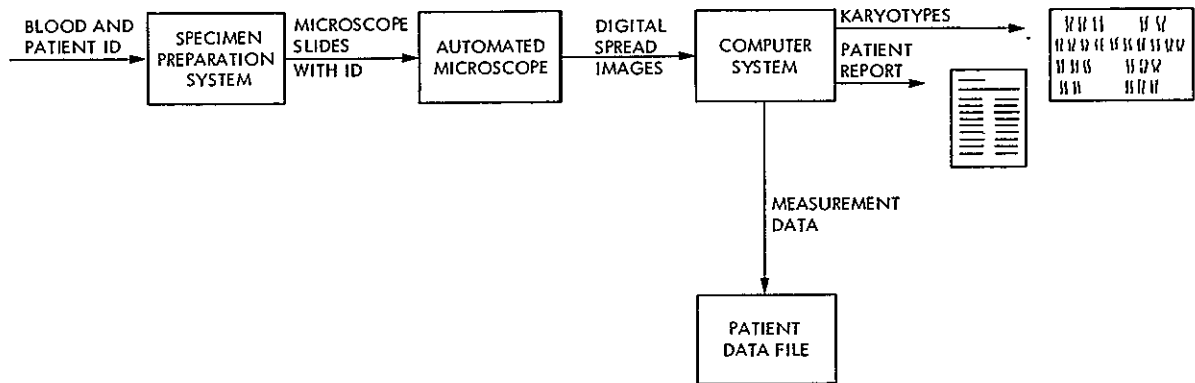 BLOOD AND
PATIENT ID
SPECIMEN
PREPARATION
SYSTEM
MICROSCOPE
SLIDES
WITH ID
AUTOMATED
MICROSCOPE
DIGITAL
SPREAD
IMAGES
COMPUTER
SYSTEM
KARYOTYPES
PATIENT
REPORT
MEASUREMENT
DATA
PATIENT
DATA FILE